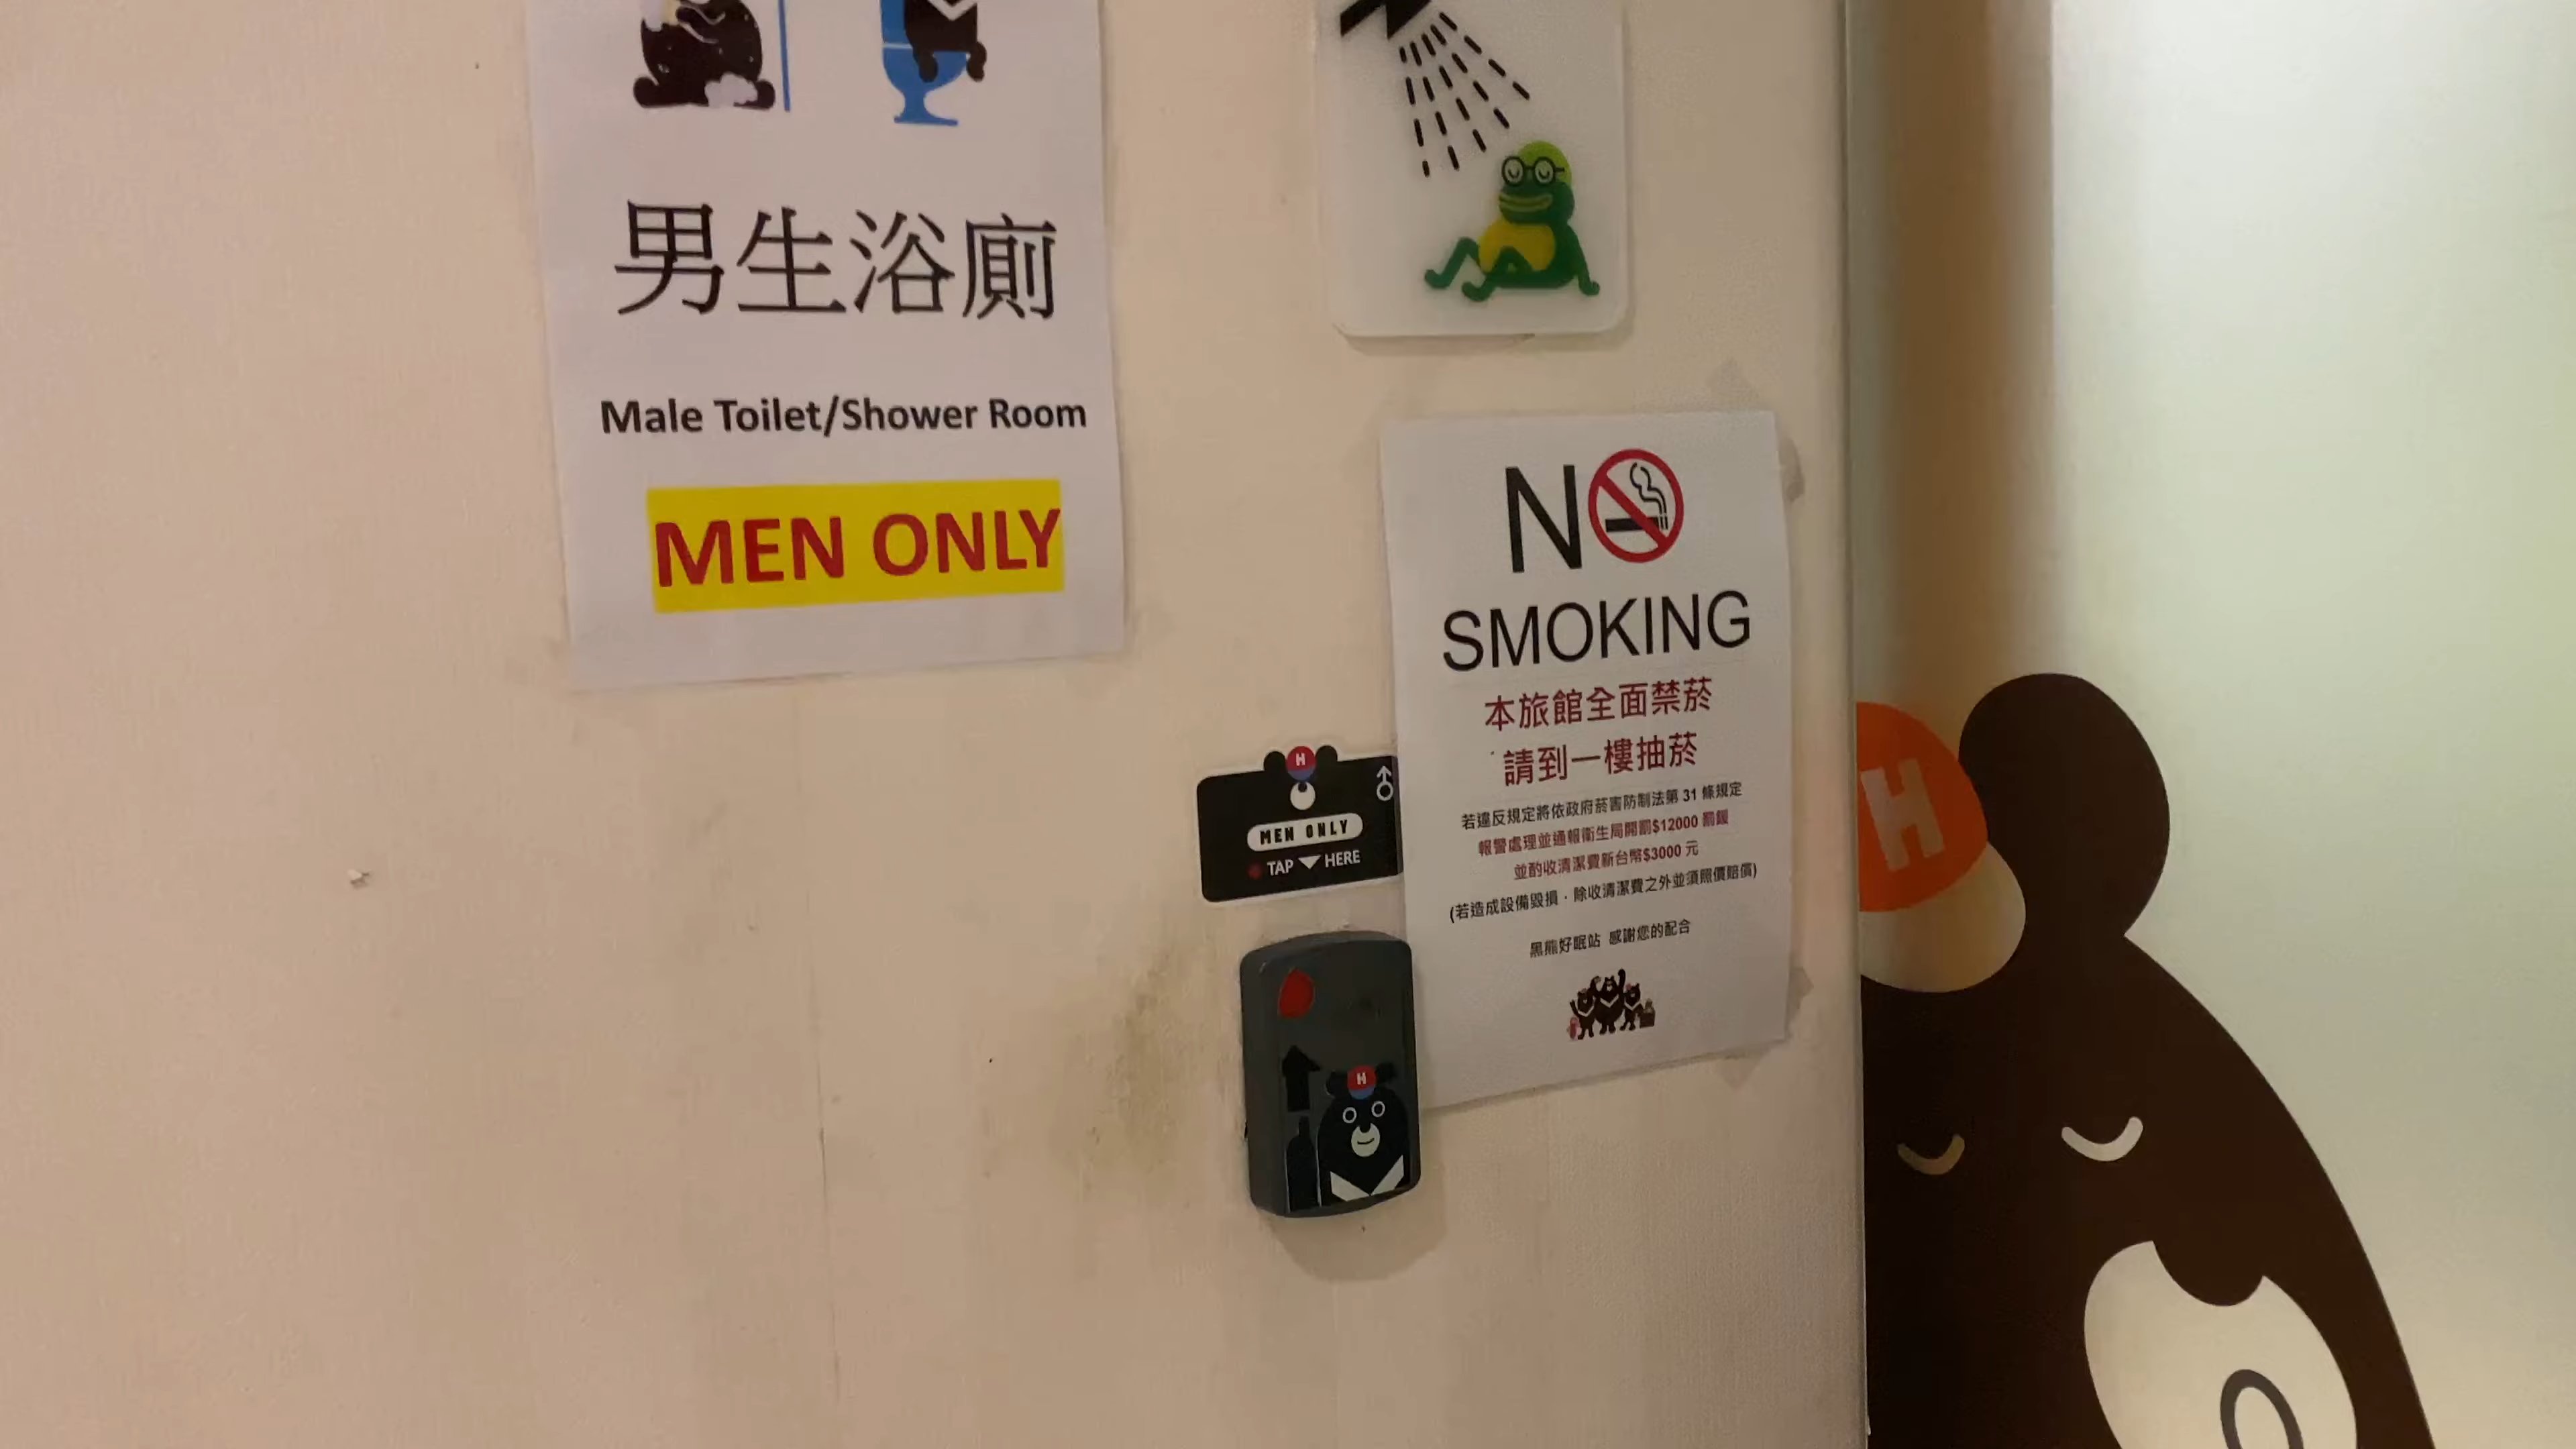 男生浴廁
Male Toilet/Shower Room
MEN ONLY
NO
SMOKING
本旅館全面禁菸
請到一樓抽菸
若違反規定將依政府菸害防制法第 31 條規定
報警處理並通報衛生局開罰$12000 罰鍰
並酌收清潔費新台幣$3000 元
(若造成設備毀損．除收清潔費之外並須照價賠償)
黑熊好眠站 感謝您的配合
H
MEN ONLY
TAP HERE
H
H